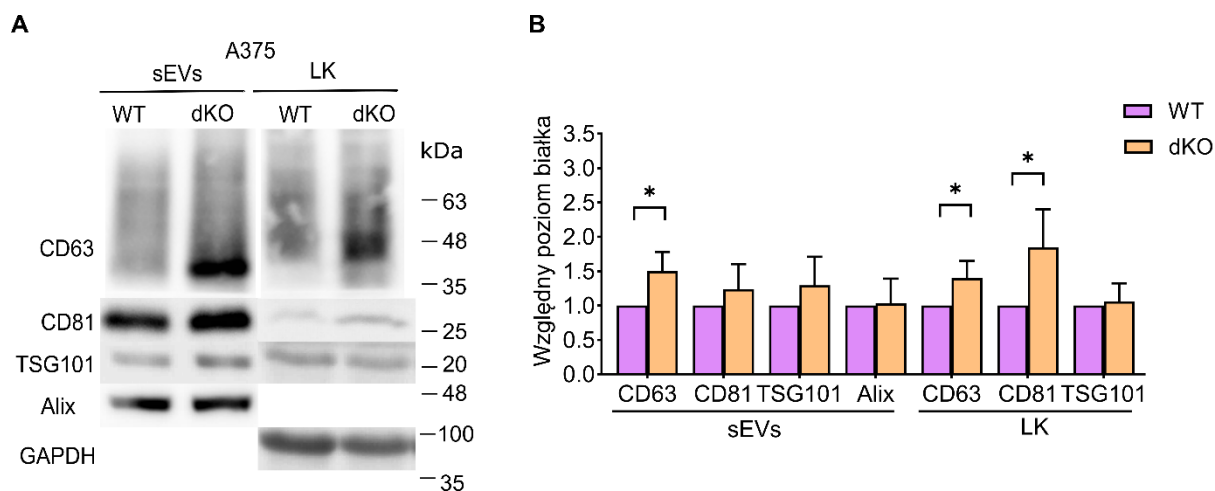 A
A375
sEVs LK
WT dKO WT dKO
kDa
63
CD63
48
35
CD81
25
TSG101
20
48
Alix
100
GAPDH
35
B
Względny poziom białka
3.5
3.0
2.5
2.0
1.5
1.0
0.5
0.0
* * *
CD63 CD81 TSG101 Alix CD63 CD81 TSG101
sEVs LK
WT
dKO